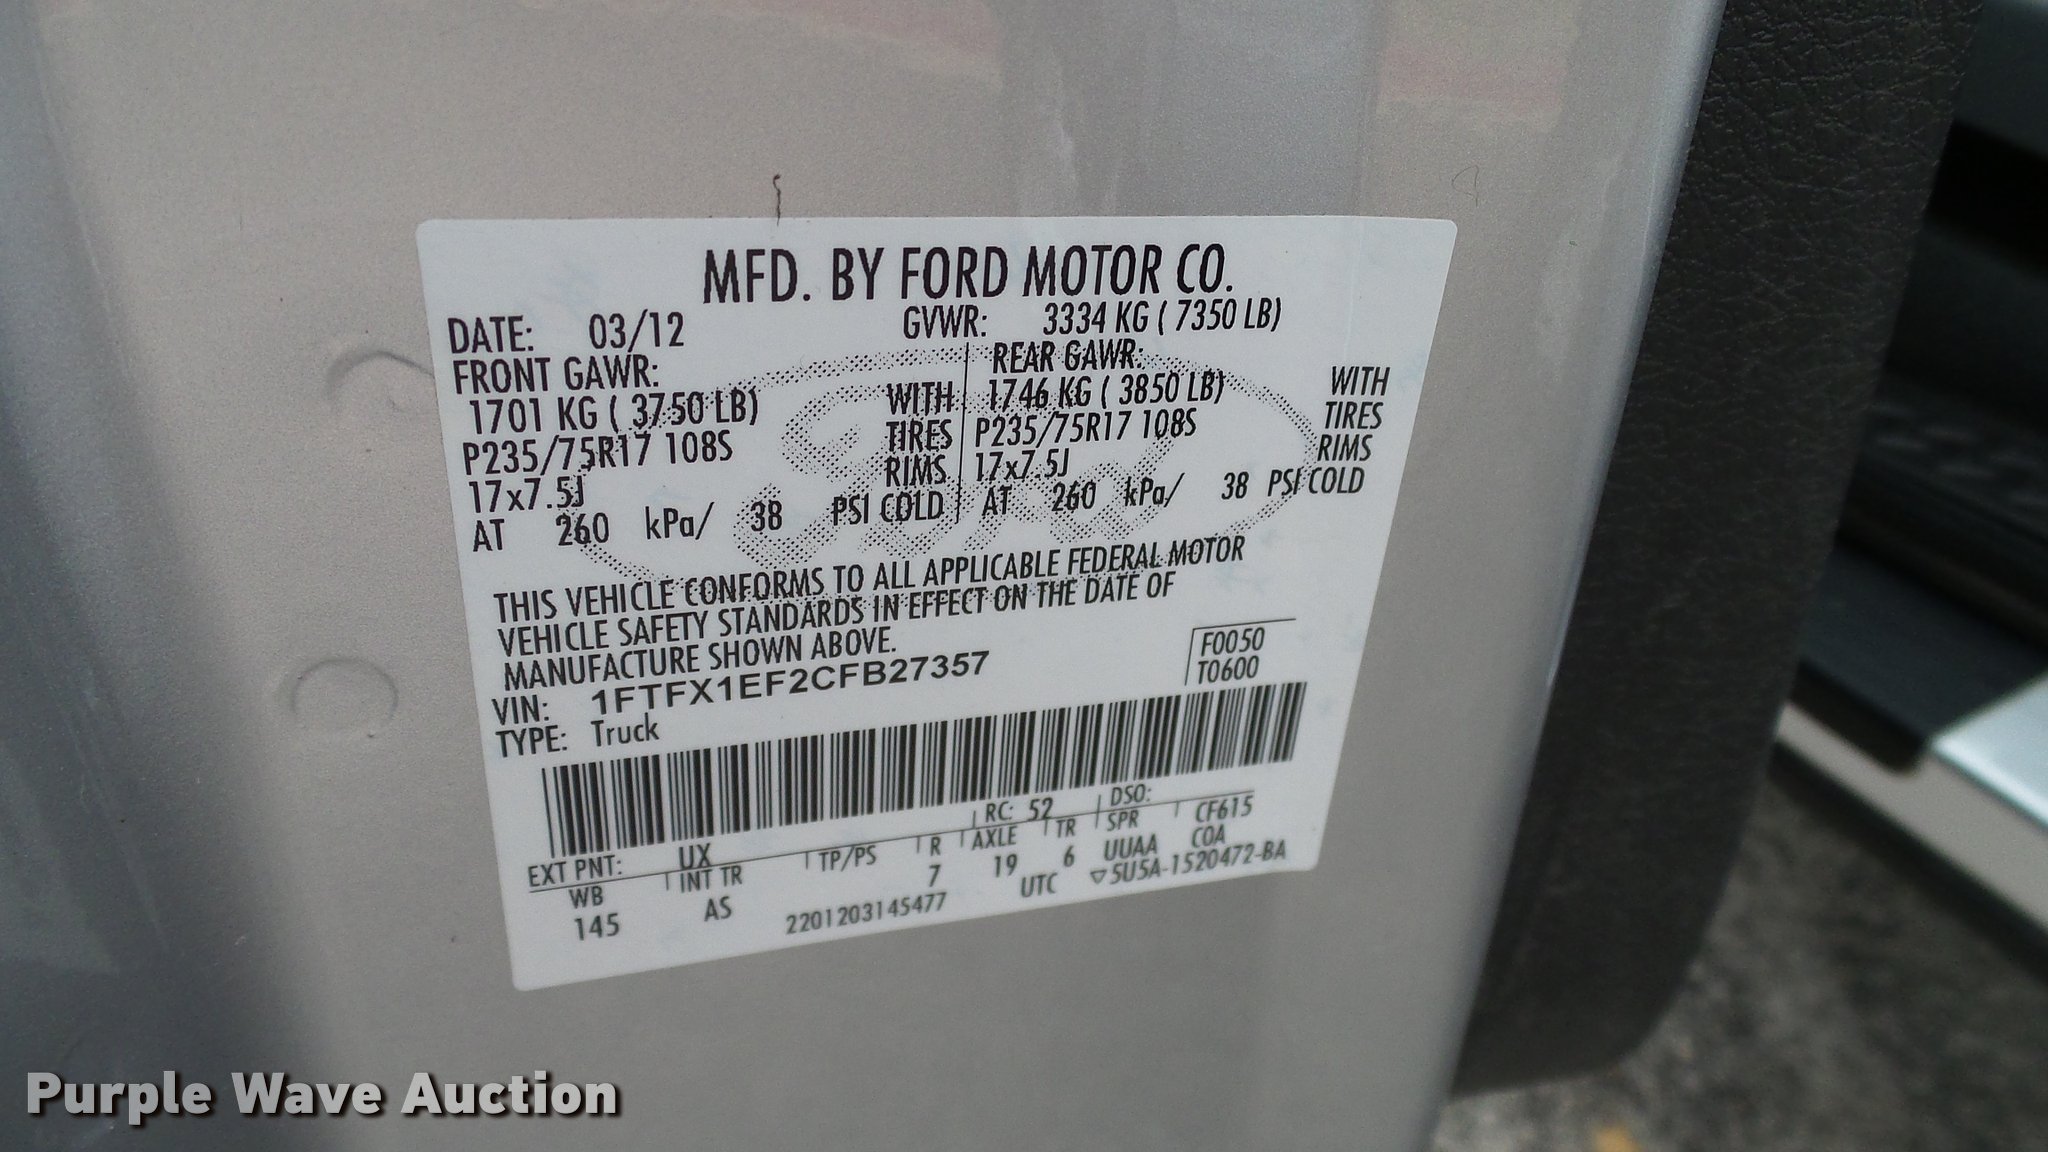 MFD. BY FORD MOTOR CO.
DATE: 03/12 GVWR: 3334 KG ( 7350 LB)
FRONT GAWR: REAR GAWR:
1701 KG ( 3750 LB) WITH 1746 KG ( 3850 LB) WITH
P235/75R17 108S TIRES P235/75R17 108S TIRES
17x7.5J RIMS 17x7.5J RIMS
AT 260 kPa/ 38 PSI COLD AT 260 kPa/ 38 PSI COLD
Ford
THIS VEHICLE CONFORMS TO ALL APPLICABLE FEDERAL MOTOR
VEHICLE SAFETY STANDARDS IN EFFECT ON THE DATE OF
MANUFACTURE SHOWN ABOVE.
F0050
VIN: 1FTFX1EF2CFB27357 T0600
TYPE: Truck
EXT PNT: UX RC: 52 DSO: CF615
WB INT TR TP/PS R AXLE TR SPR COA
145 AS 7 19 6 UUAA
2201203145477 UTC ▽5U5A-1520472-BA
Purple Wave Auction